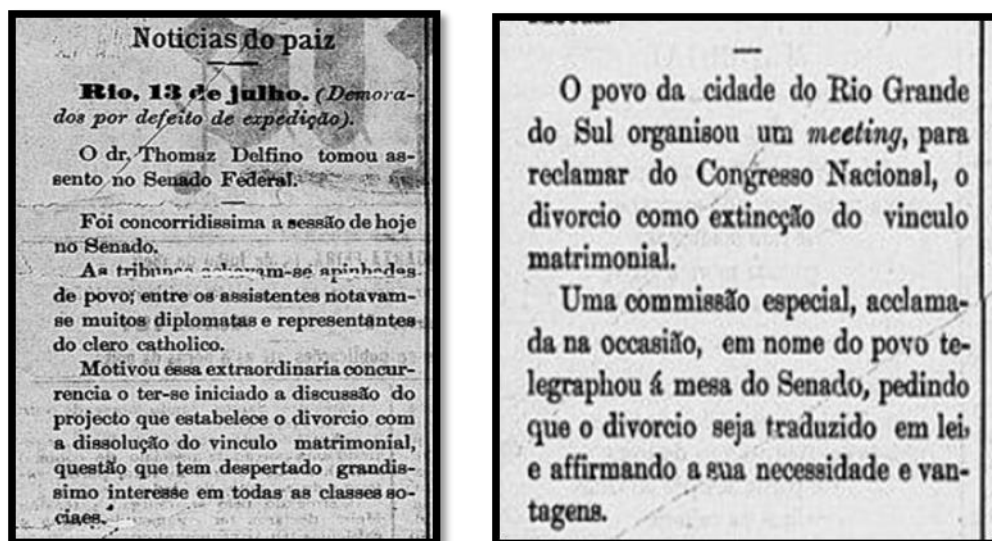 Noticias do paiz
Rio, 13 de julho. (Demora-
dos por defeito de expedição).
O dr, Thomaz Delfino tomou as-
sento no Senado Federal.
Foi concorridissima a sessão de hoje
no Senado.
As tribunas achavam-se apinhadas
de povo; entre os assistentes notavam-
se muitos diplomatas e representantes
do clero catholico.
Motivou essa extraordinaria concur-
rencia o ter-se iniciado a discussão do
projecto que estabelece o divorcio com
a dissolução do vinculo matrimonial,
questão que tem despertado grandis-
simo interesse em todas as classes so-
ciaes.
O povo da cidade do Rio Grande
do Sul organisou um meeting, para
reclamar do Congresso Nacional, o
divorcio como extincção do vinculo
matrimonial.
Uma commissão especial, acclama-
da na occasião, em nome do povo te-
legraphou á mesa do Senado, pedindo
que o divorcio seja traduzido em lei,
e affirmando a sua necessidade e van-
tagens.